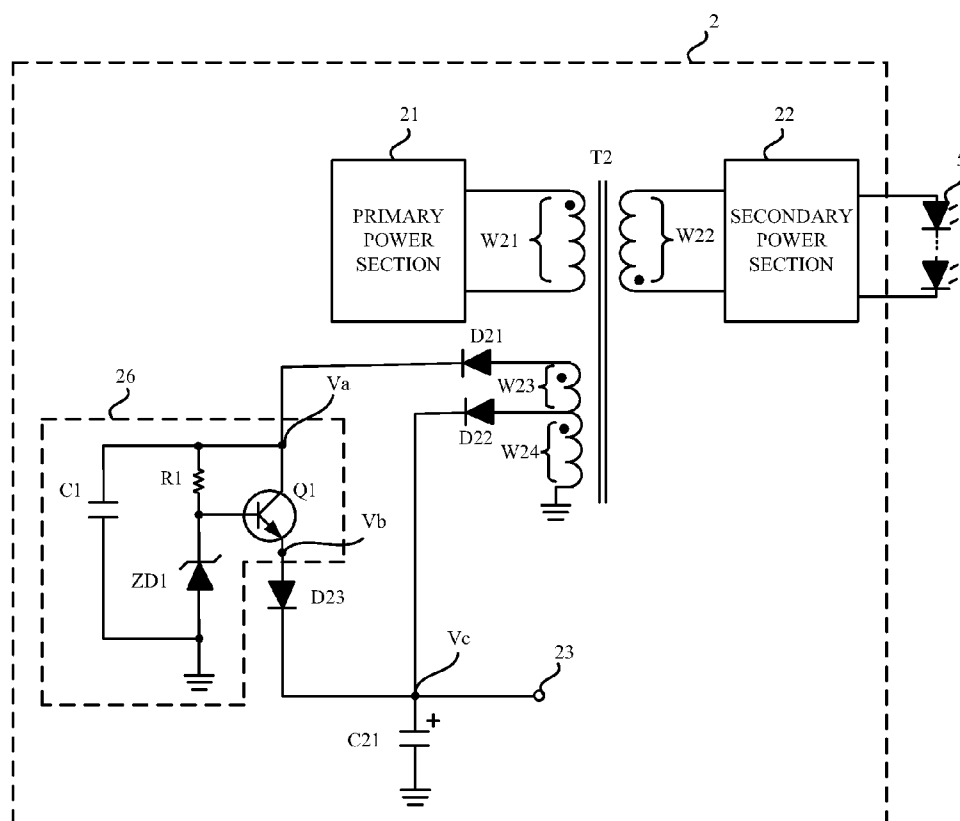 2
21
22
5
T2
PRIMARY
POWER
SECTION
W21
W22
SECONDARY
POWER
SECTION
D21
W23
D22
W24
26
Va
C1
R1
Q1
Vb
ZD1
D23
Vc
23
C21
+